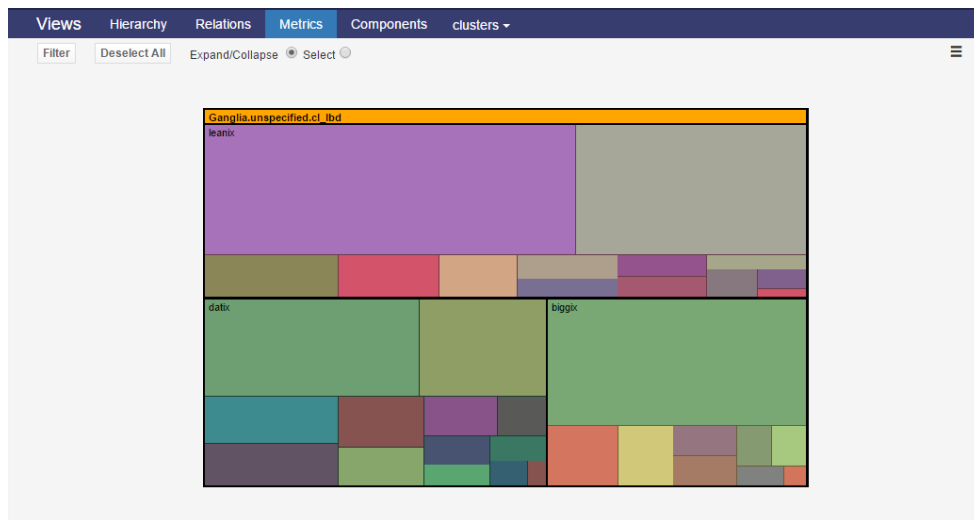 Views Hierarchy Relations Metrics Components clusters
Filter Deselect All Expand/Collapse Select
Ganglia.unspecified.cl_lbd
leanix
datix biggix